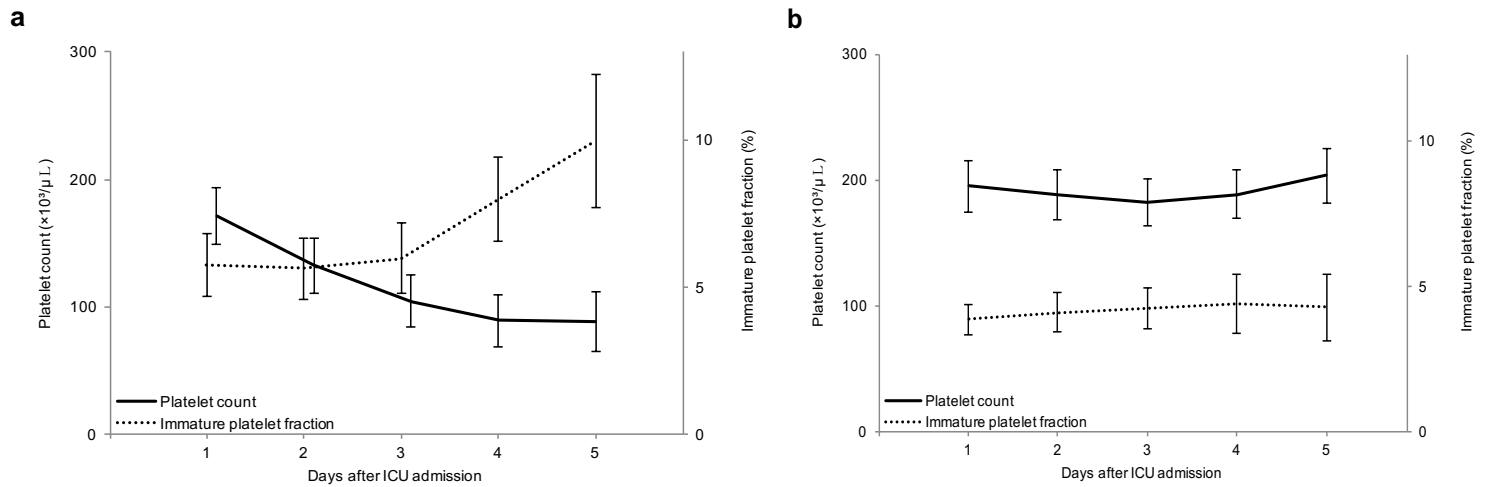 a
300
200
100
0
Platelet count (×10³/μ L )
10
5
0
Immature platelet fraction (%)
Platelet count
Immature platelet fraction
1 2 3 4 5
Days after ICU admission
b
300
200
100
0
Platelet count (×10³/μ L )
10
5
0
Immature platelet fraction (%)
Platelet count
Immature platelet fraction
1 2 3 4 5
Days after ICU admission